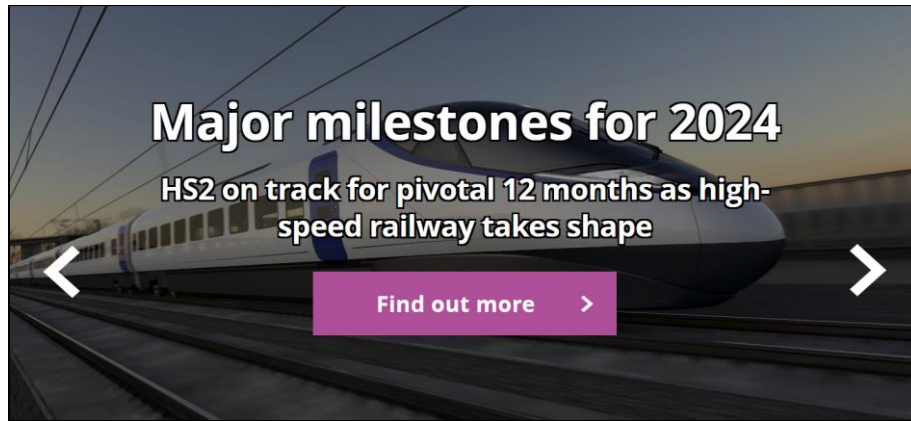 Major milestones for 2024
HS2 on track for pivotal 12 months as high-
speed railway takes shape
Find out more